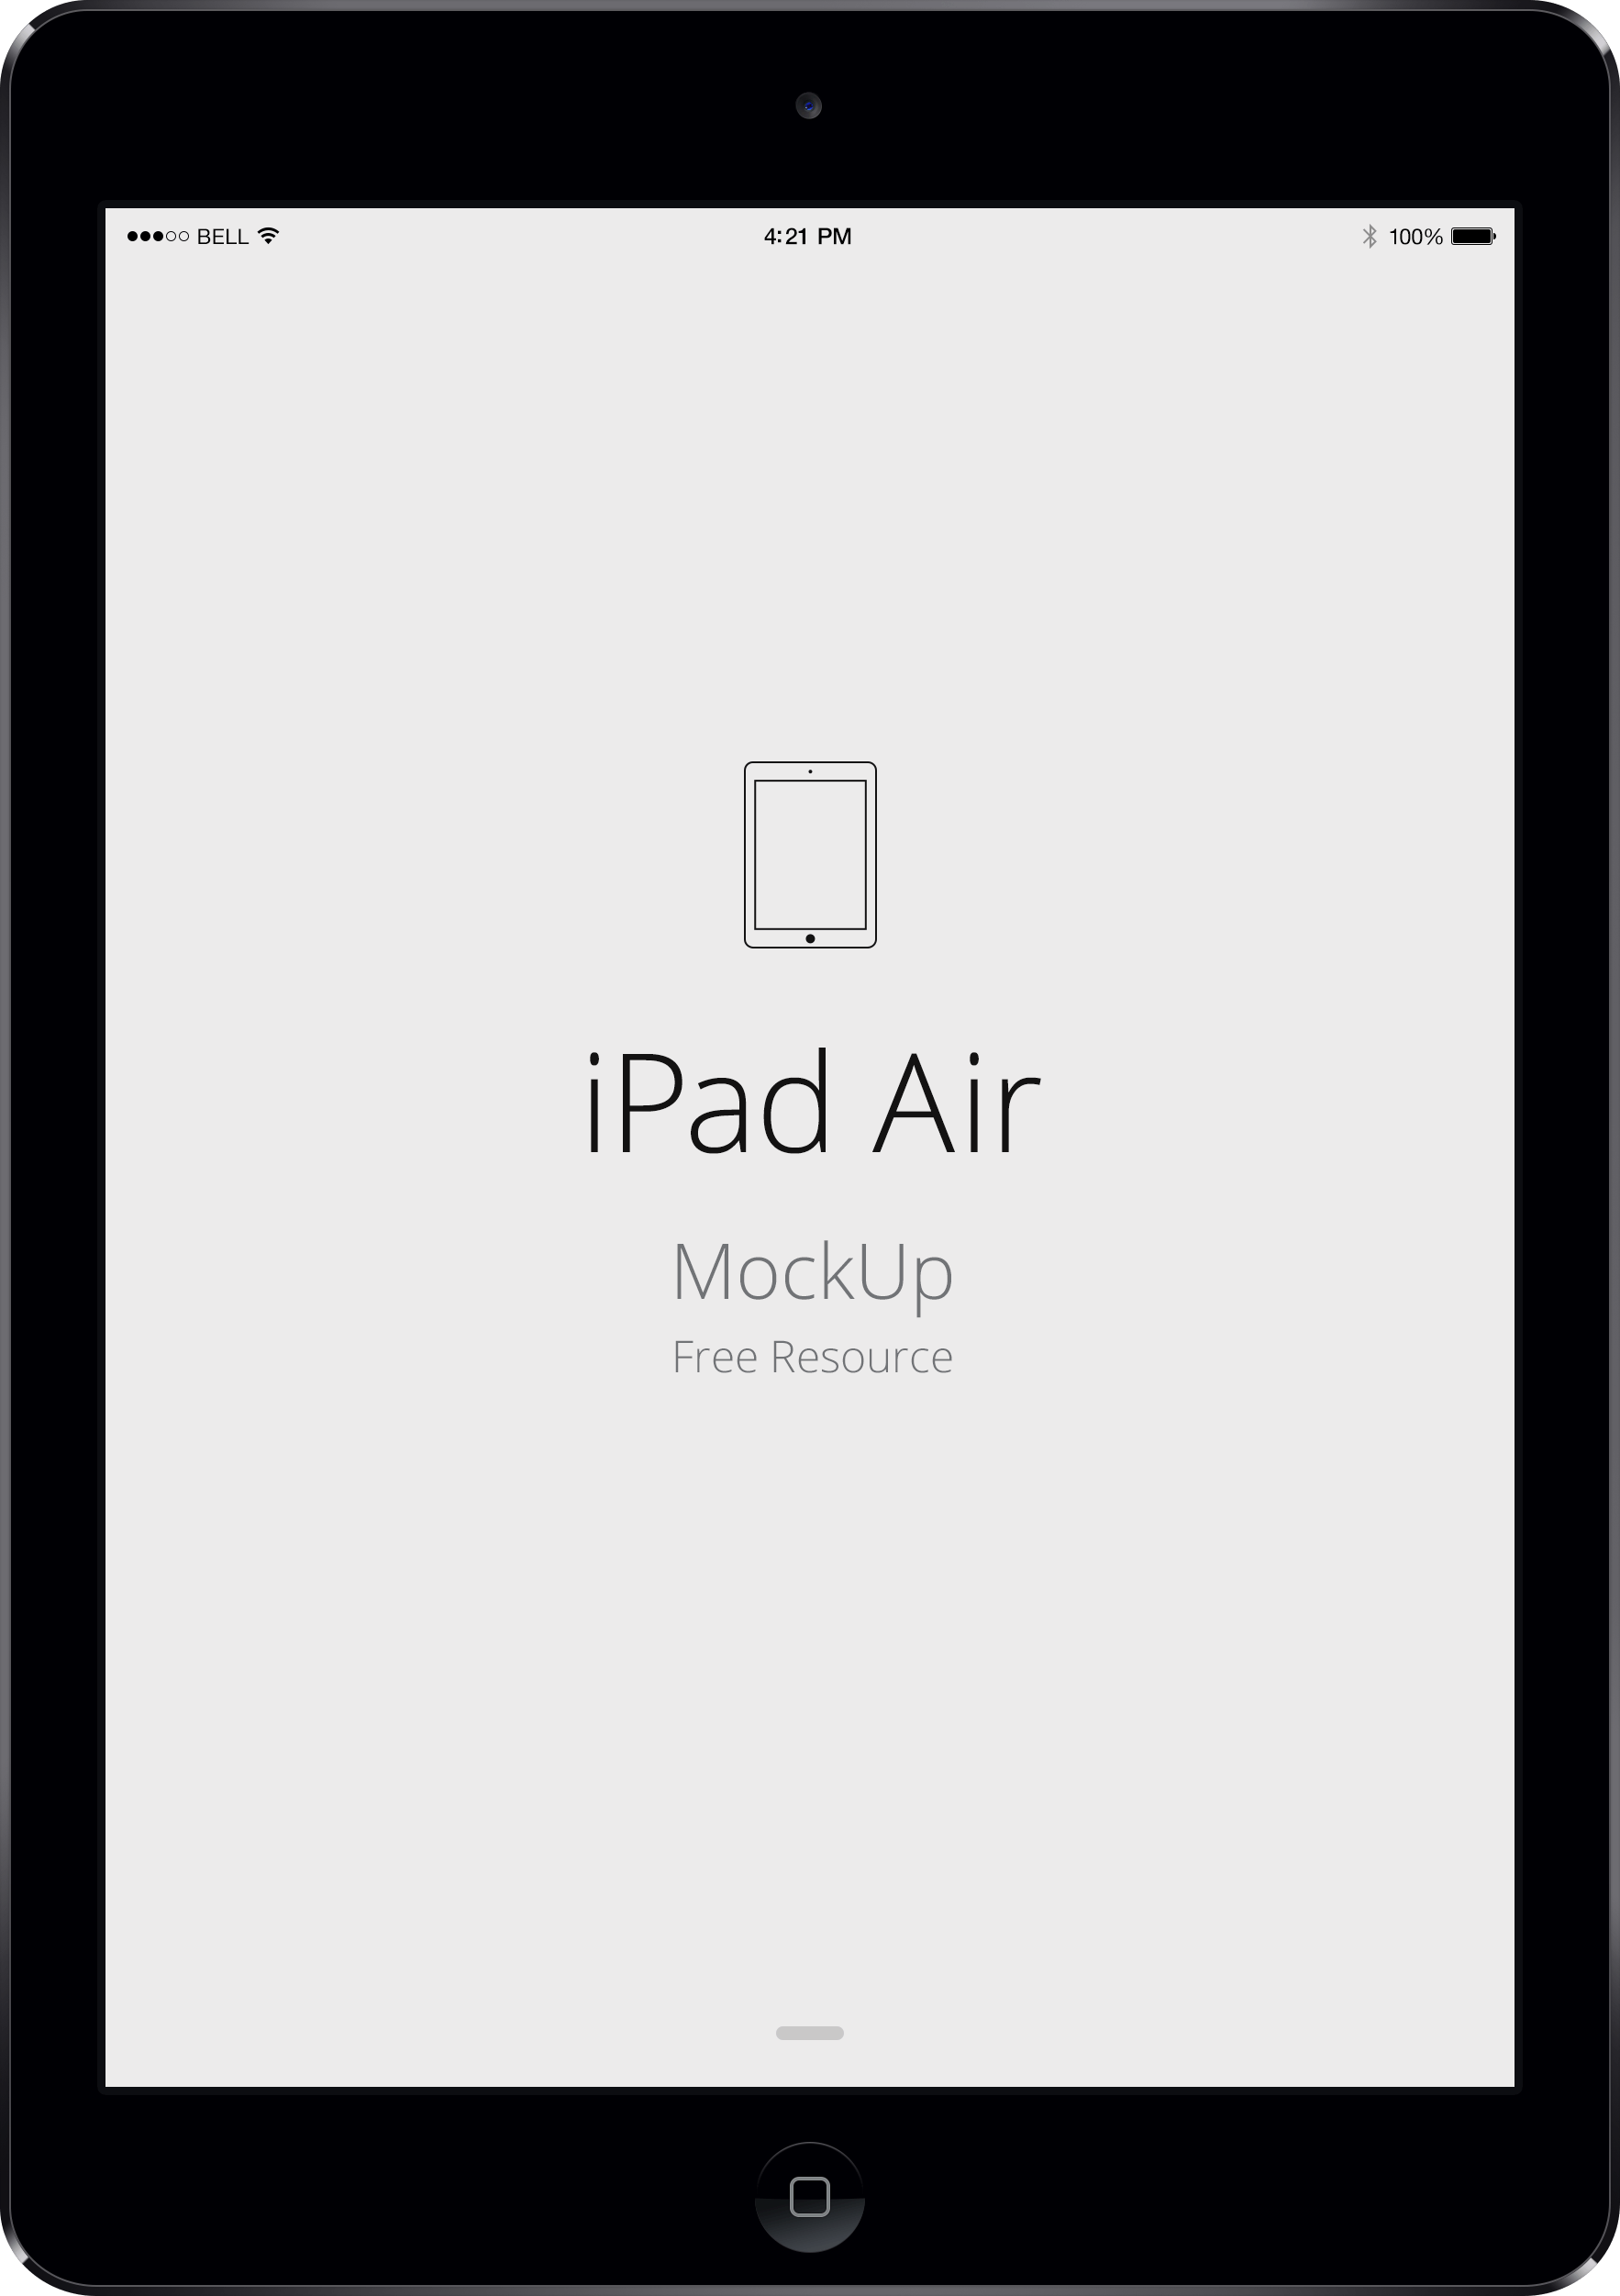 BELL 4:21 PM 100%
iPad Air
MockUp
Free Resource